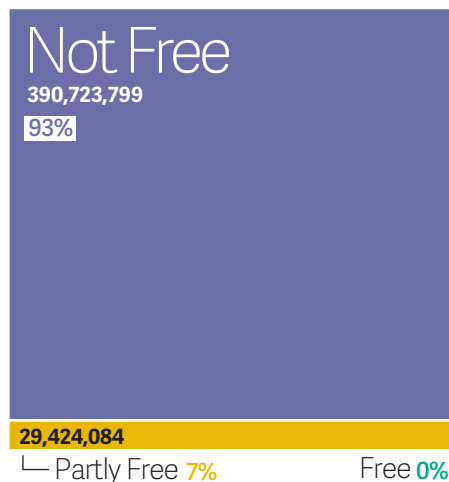 Not Free
390,723,799
93%
29,424,084
Partly Free 7%
Free 0%